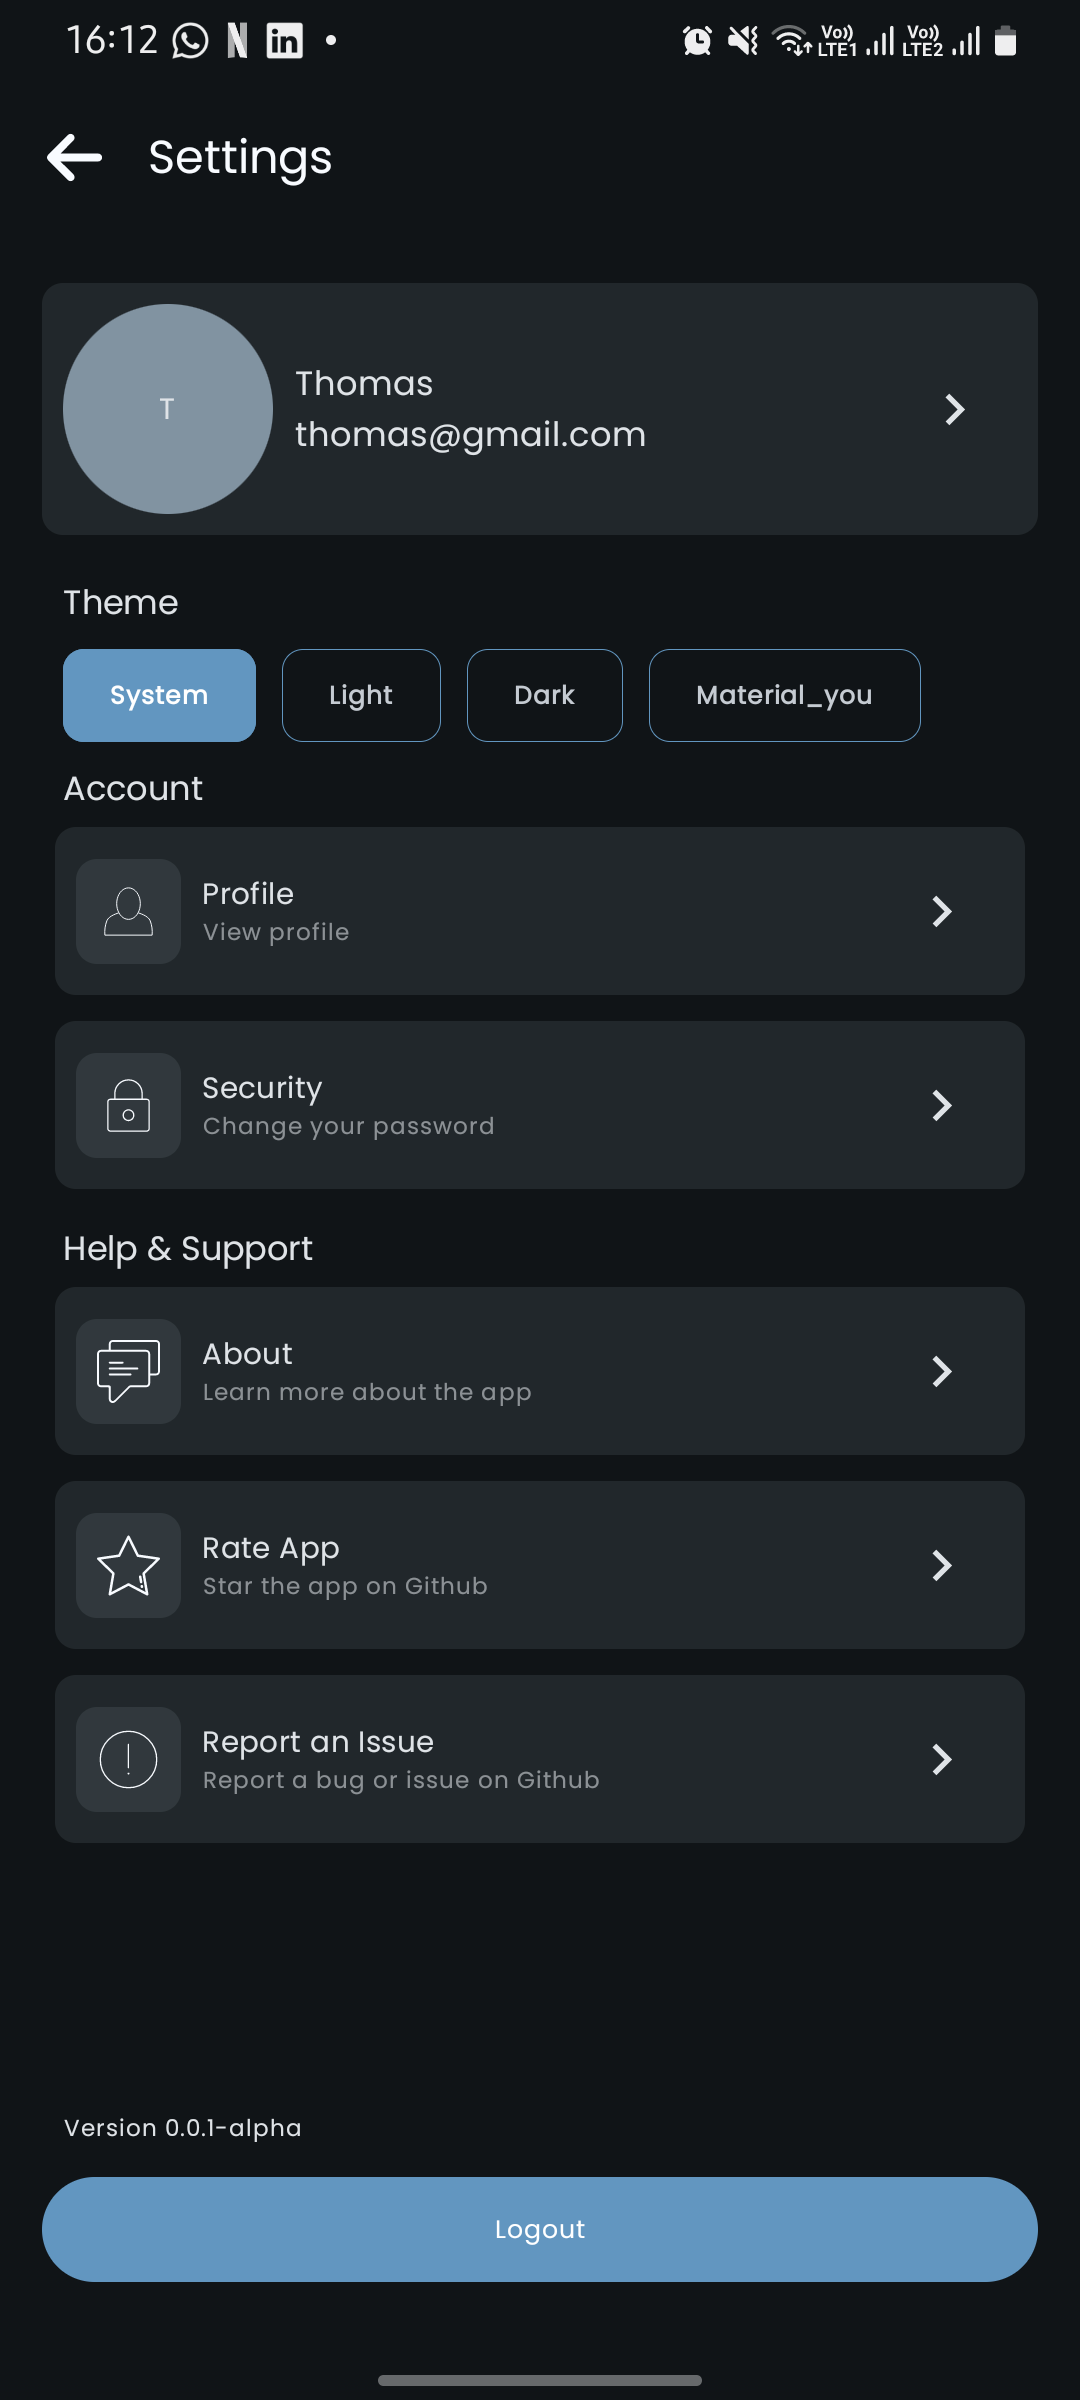 16:12
Vo)) LTE1
Vo)) LTE2
Settings
T
Thomas
thomas@gmail.com
Theme
System Light Dark Material_you
Account
Profile
View profile
Security
Change your password
Help & Support
About
Learn more about the app
Rate App
Star the app on Github
Report an Issue
Report a bug or issue on Github
Version 0.0.1-alpha
Logout